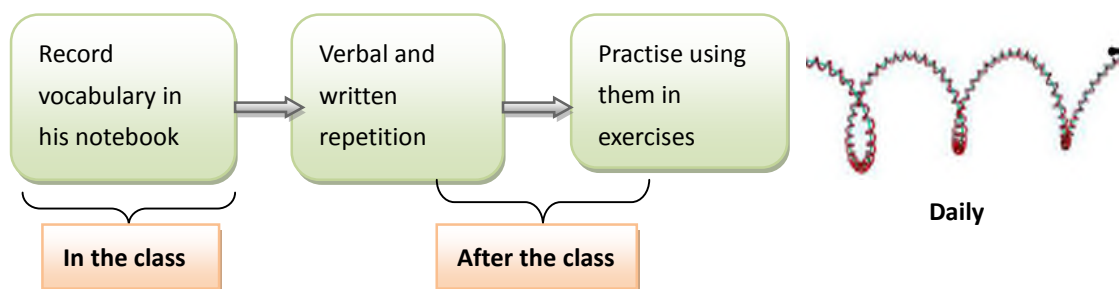 Record
vocabulary in
his notebook
Verbal and
written
repetition
Practise using
them in
exercises
Daily
In the class
After the class